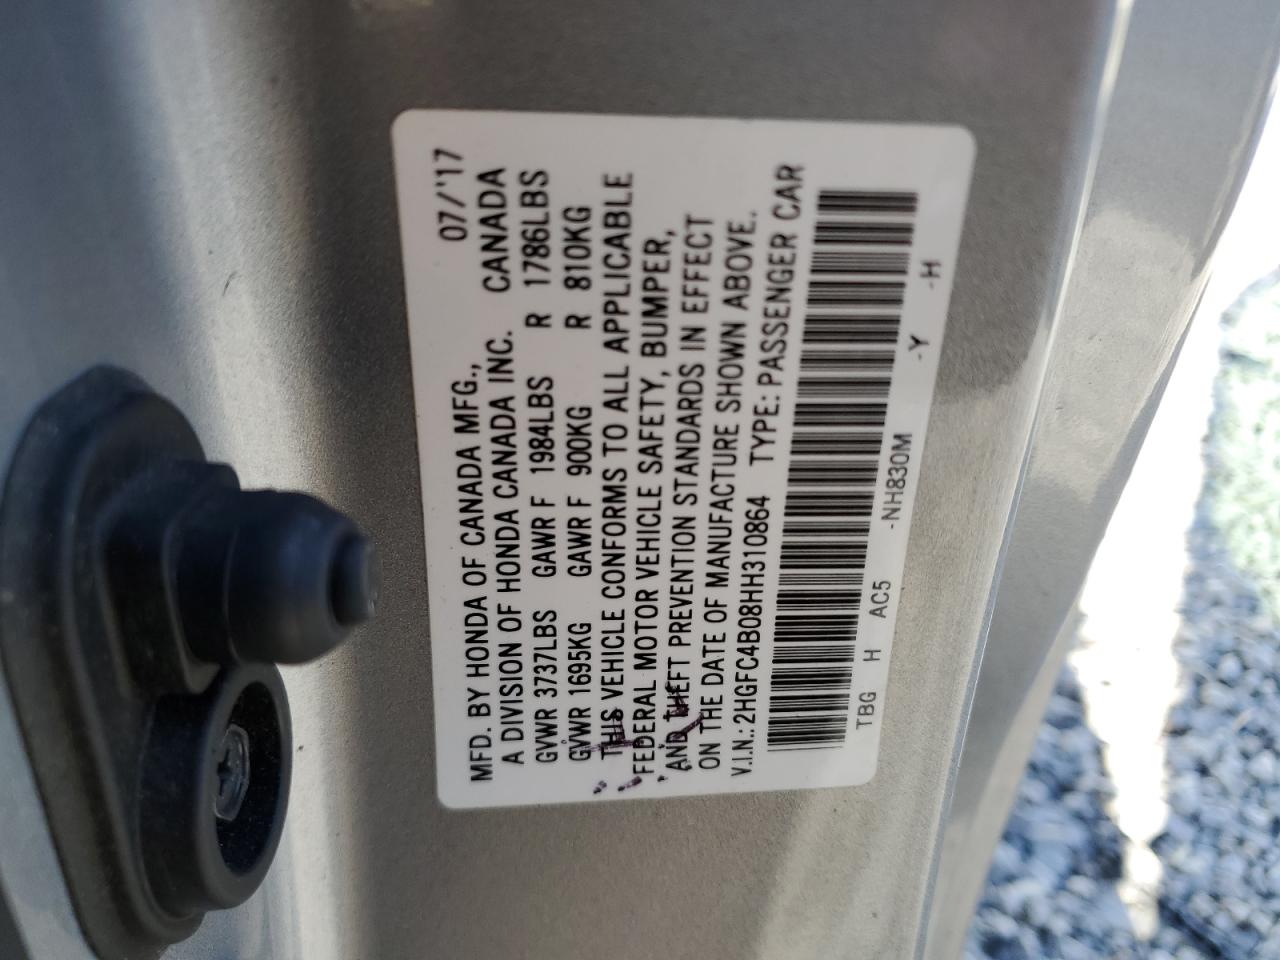 07/'17
MFD. BY HONDA OF CANADA MFG.,
A DIVISION OF HONDA CANADA INC. CANADA
GVWR 3737LBS GAWR F 1984LBS R 1786LBS
GVWR 1695KG GAWR F 900KG R 810KG
THIS VEHICLE CONFORMS TO ALL APPLICABLE
FEDERAL MOTOR VEHICLE SAFETY, BUMPER,
AND THEFT PREVENTION STANDARDS IN EFFECT
ON THE DATE OF MANUFACTURE SHOWN ABOVE.
V.I.N.: 2HGFC4B08HH310864 TYPE: PASSENGER CAR
TBG H AC5 -NH830M -Y -H